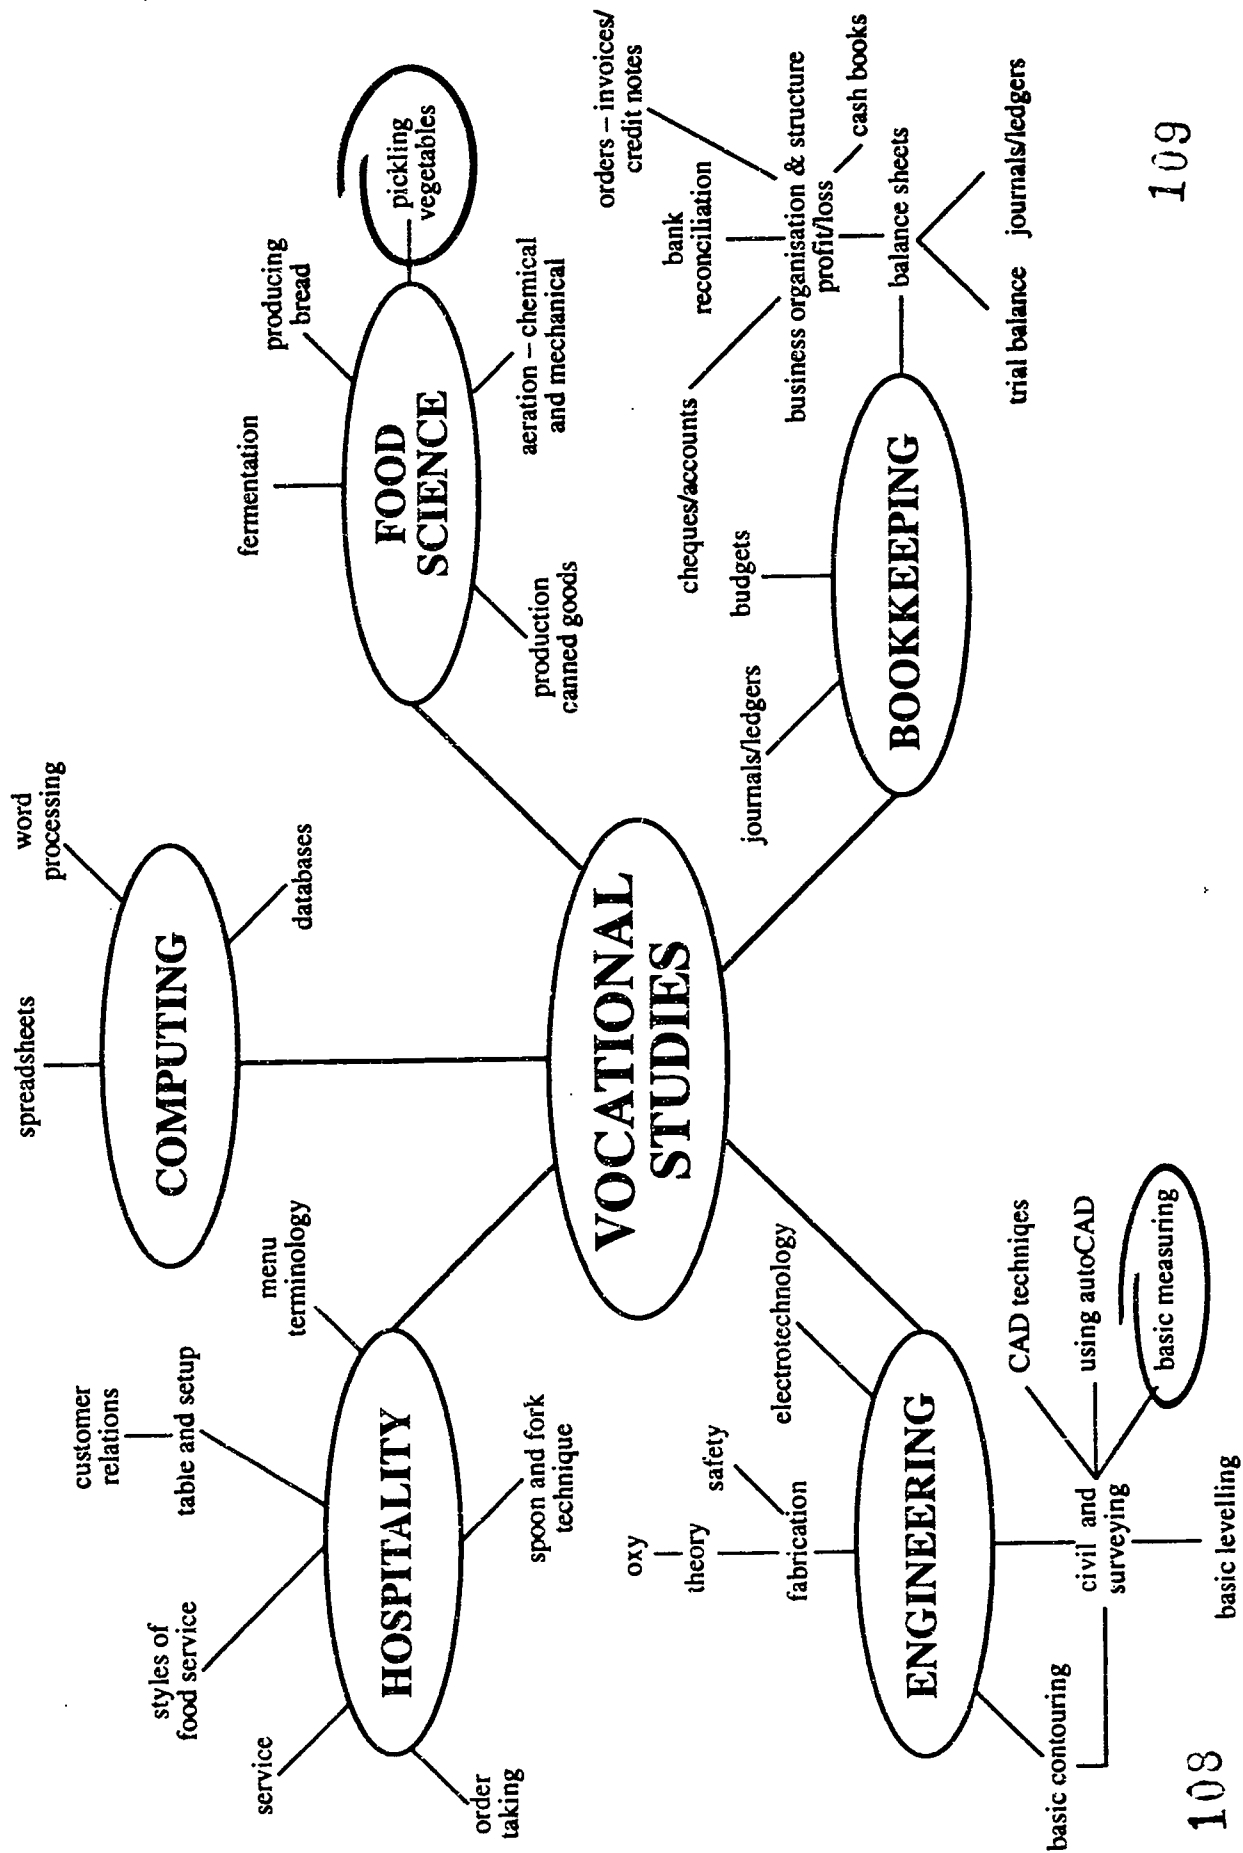 spreadsheets
word
processing
COMPUTING
databases
customer
relations
table and setup
menu
terminology
styles of
food service
service
HOSPITALITY
order
taking
spoon and fork
technique
fermentation
producing
bread
pickling
vegetables
FOOD
SCIENCE
production
canned goods
aeration – chemical
and mechanical
VOCATIONAL
STUDIES
oxy
theory
safety
fabrication
electrotechnology
ENGINEERING
basic contouring
civil and
surveying
CAD techniqes
using autoCAD
basic measuring
basic levelling
journals/ledgers
budgets
cheques/accounts
bank
reconciliation
orders – invoices/
credit notes
business organisation & structure
profit/loss
cash books
BOOKKEEPING
balance sheets
trial balance
journals/ledgers
108
109